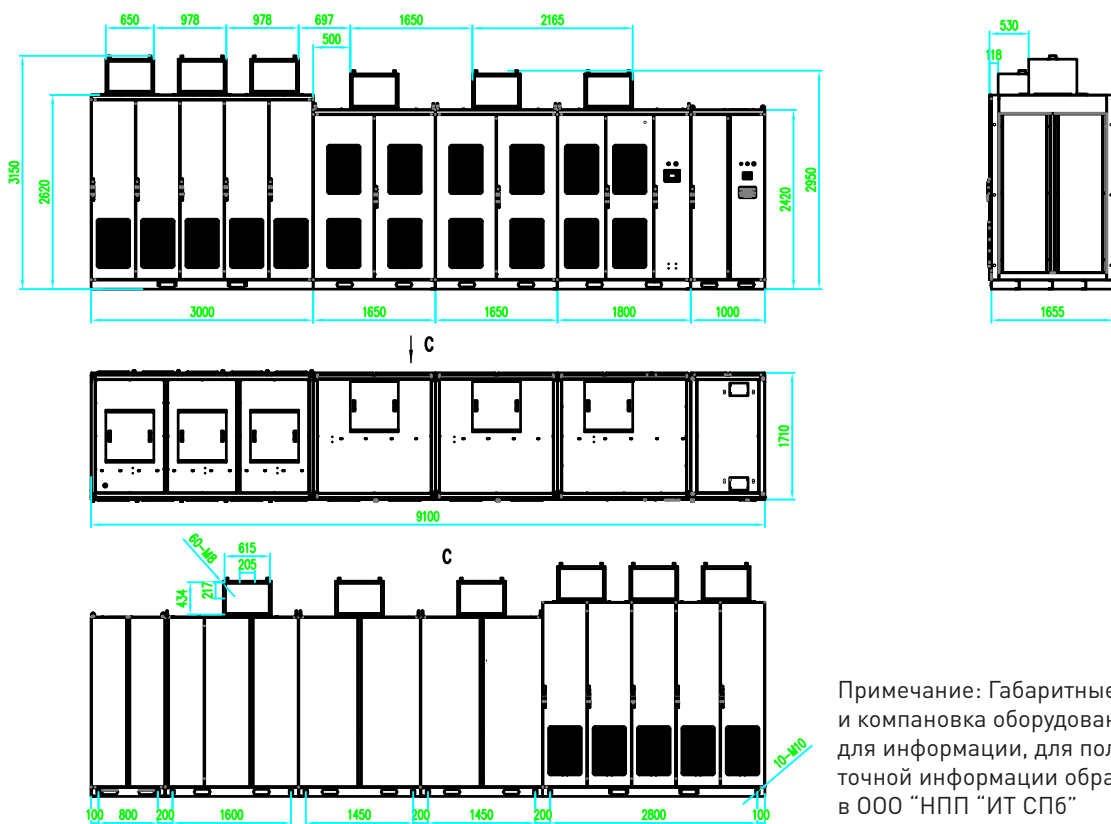 650 978 978 697 1650 2165
500
530
118
3150
2620
2420
2950
3000 1650 1650 1800 1000
1655
C
1710
9100
C
60-M8
615
205
217
434
10-M10
100 800 200 1600 200 1450 200 1450 200 2800 100
Примечание: Габаритные
и компановка оборудован
для информации, для пол
точной информации обра
в ООО “НПП “ИТ СПб”